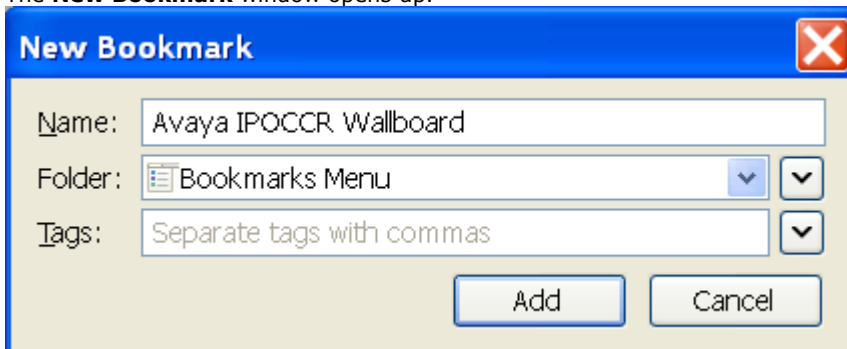 The New Bookmark window opens up.
New Bookmark
Name: Avaya IPOCCR Wallboard
Folder: Bookmarks Menu
Tags: Separate tags with commas
Add Cancel